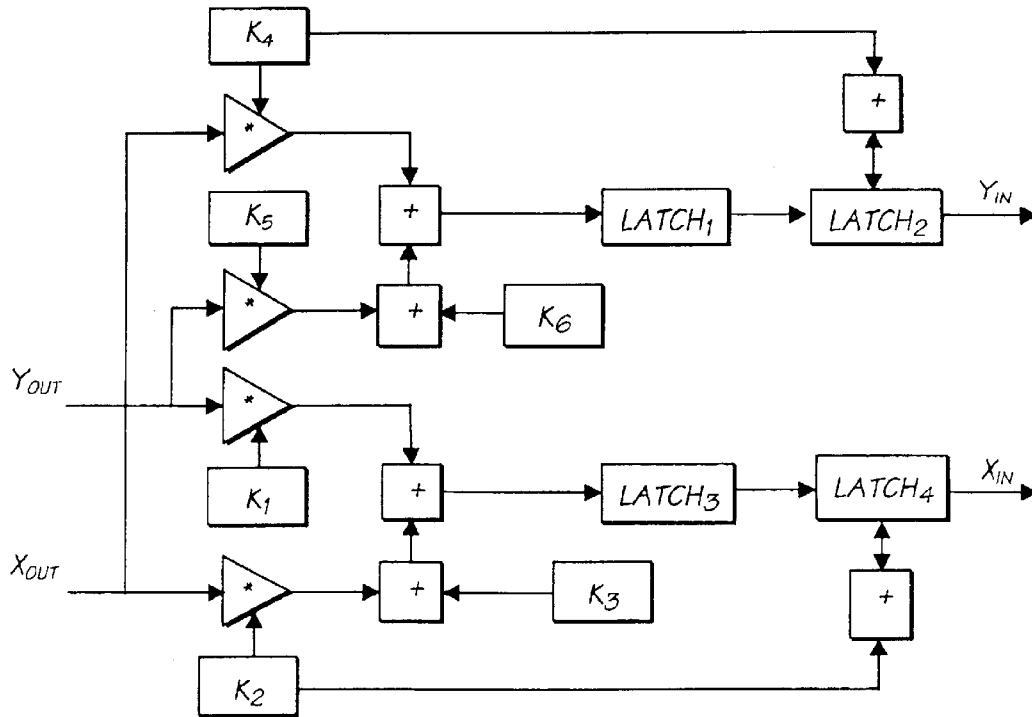 K4
+
*
K5
+
LATCH1
LATCH2
YIN
*
+
K6
YOUT
*
K1
+
LATCH3
LATCH4
XIN
XOUT
*
+
K3
+
K2